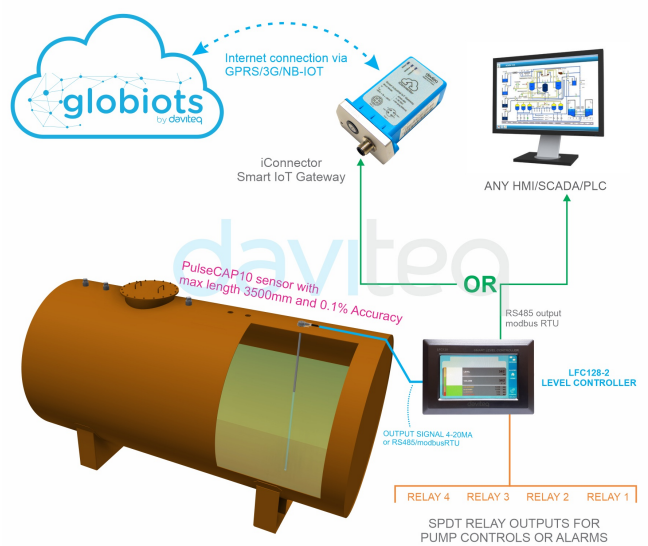 Internet connection via
GPRS/3G/NB-IOT
globiots
by daviteq
iConnector
Smart IoT Gateway
ANY HMI/SCADA/PLC
daviteq
PulseCAP10 sensor with
max length 3500mm and 0.1% Accuracy
OR
RS485 output
modbus RTU
LFC128-2
LEVEL CONTROLLER
OUTPUT SIGNAL 4-20MA
or RS485/modbusRTU
RELAY 4 RELAY 3 RELAY 2 RELAY 1
SPDT RELAY OUTPUTS FOR
PUMP CONTROLS OR ALARMS